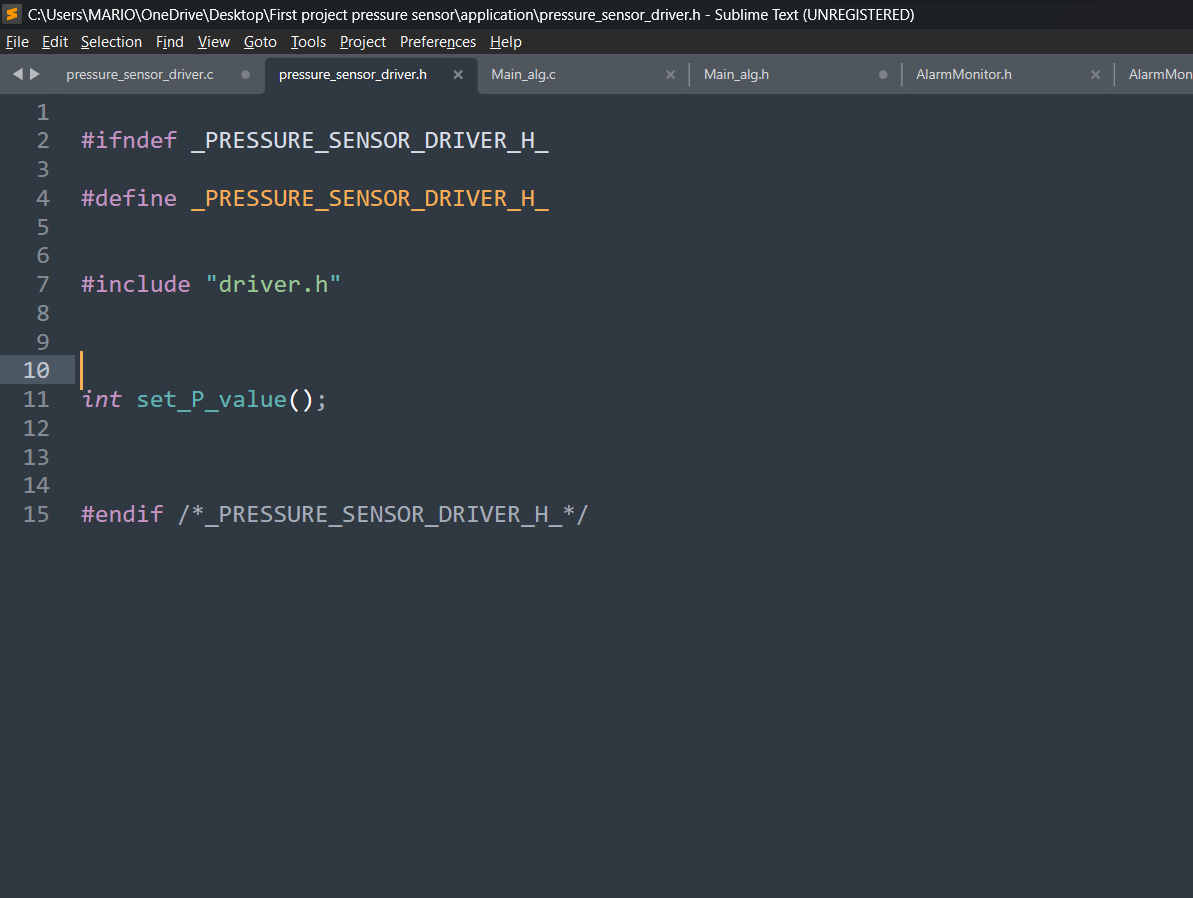 C:\Users\MARIO\OneDrive\Desktop\First project pressure sensor\application\pressure_sensor_driver.h - Sublime Text (UNREGISTERED)
File Edit Selection Find View Goto Tools Project Preferences Help
pressure_sensor_driver.c pressure_sensor_driver.h Main_alg.c Main_alg.h AlarmMonitor.h AlarmMon
1
2 #ifndef _PRESSURE_SENSOR_DRIVER_H_
3
4 #define _PRESSURE_SENSOR_DRIVER_H_
5
6
7 #include "driver.h"
8
9
10
11 int set_P_value();
12
13
14
15 #endif /*_PRESSURE_SENSOR_DRIVER_H_*/